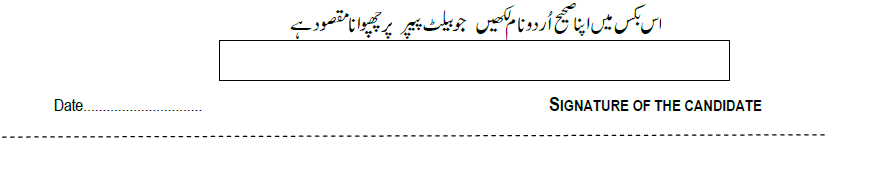 اس بکس میں اپنا صحیح اُردو نام لکھیں جو بیلٹ پیپر پر چھپوانا مقصود ہے
Date.............................. SIGNATURE OF THE CANDIDATE